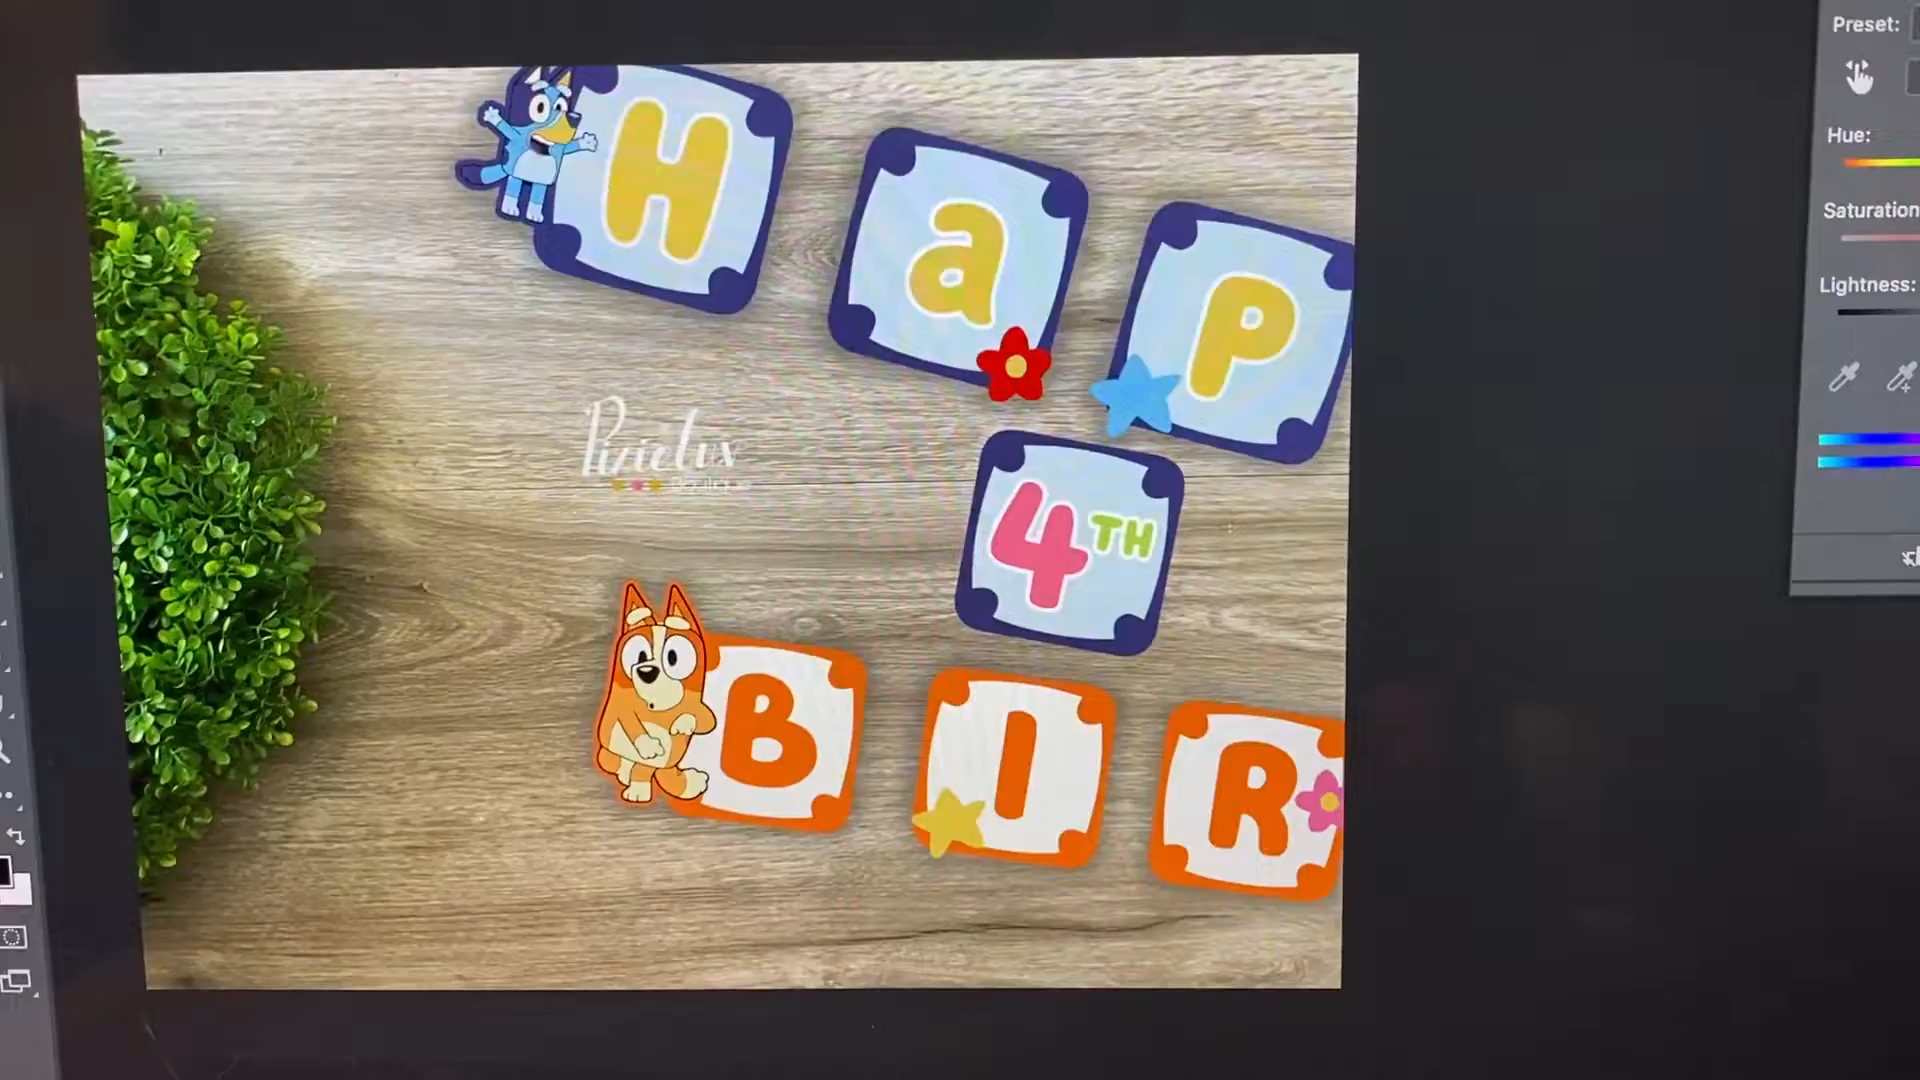 Preset:
Hue:
Saturation
Lightness:
H a P
PixieLux
4TH
B I R